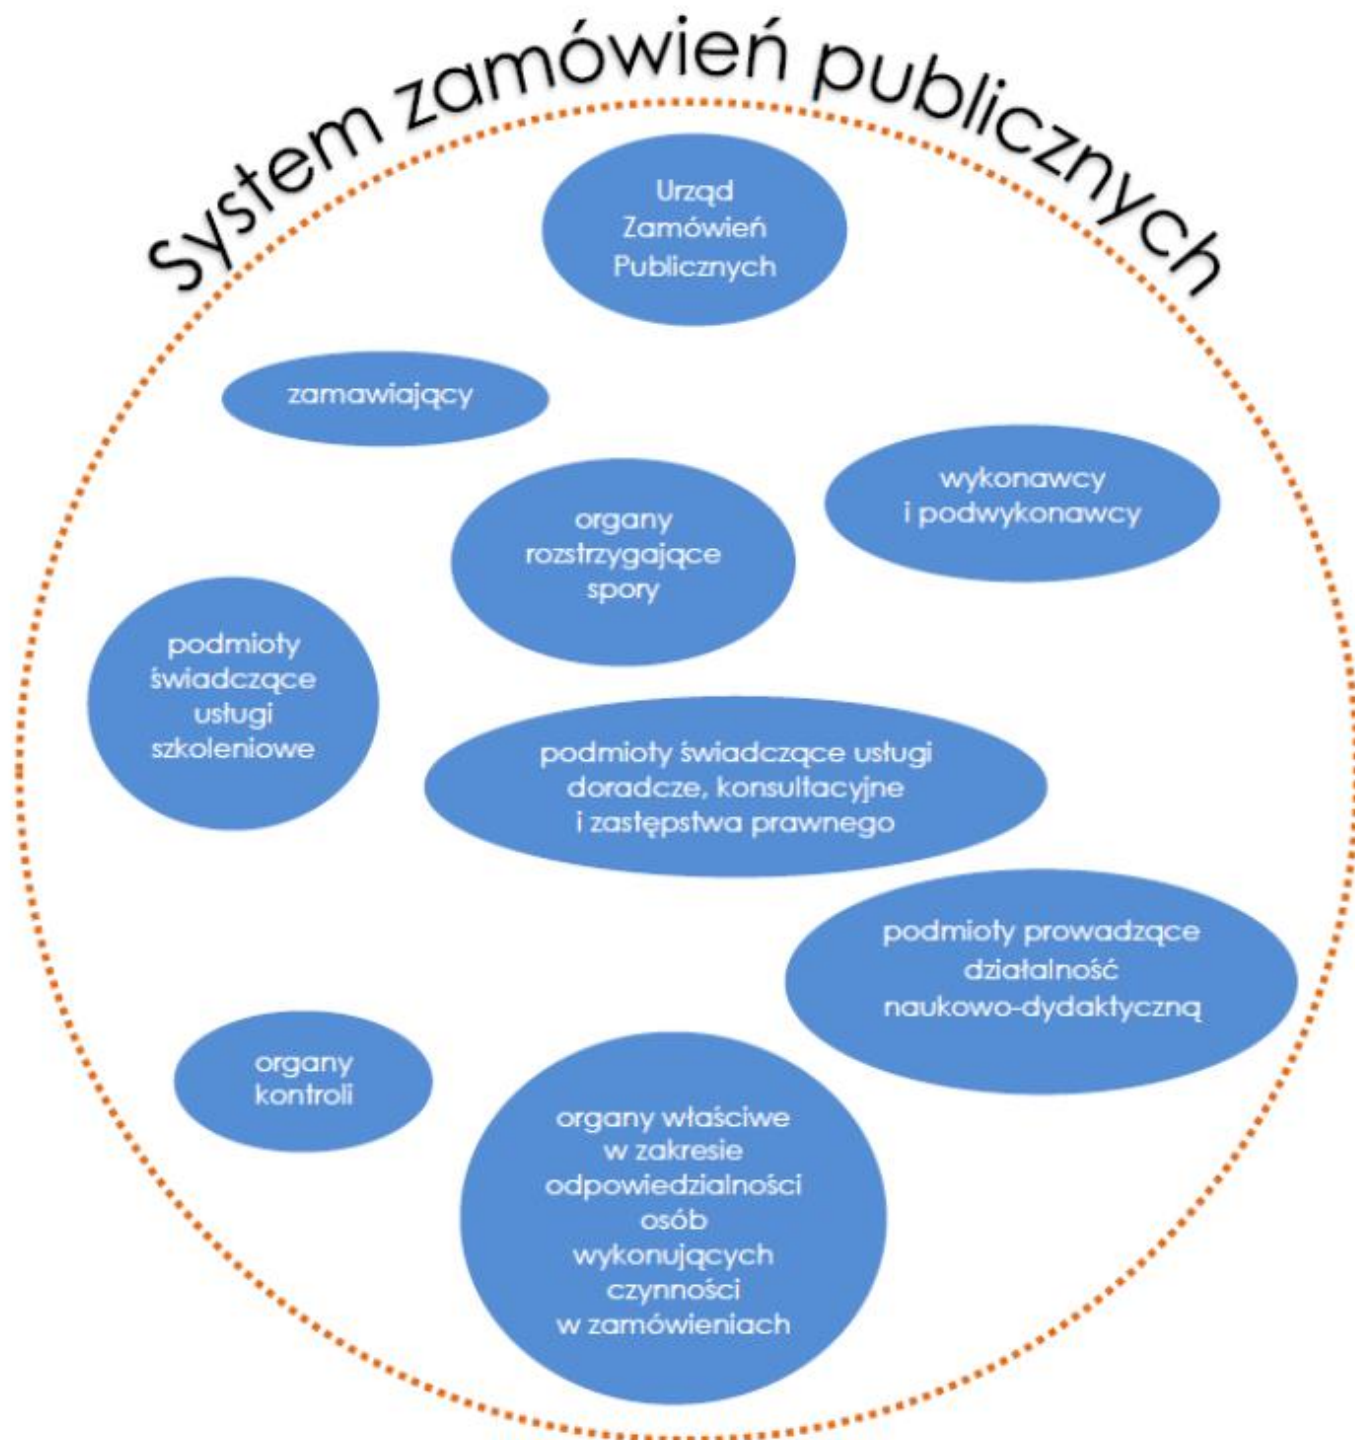 System zamówień publicznych
Urząd
Zamówień
Publicznych
zamawiający
wykonawcy
i podwykonawcy
organy
rozstrzygające
spory
podmioty
świadczące
usługi
szkoleniowe
podmioty świadczące usługi
doradcze, konsultacyjne
i zastępstwa prawnego
podmioty prowadzące
działalność
naukowo-dydaktyczną
organy
kontroli
organy właściwe
w zakresie
odpowiedzialności
osób
wykonujących
czynności
w zamówieniach